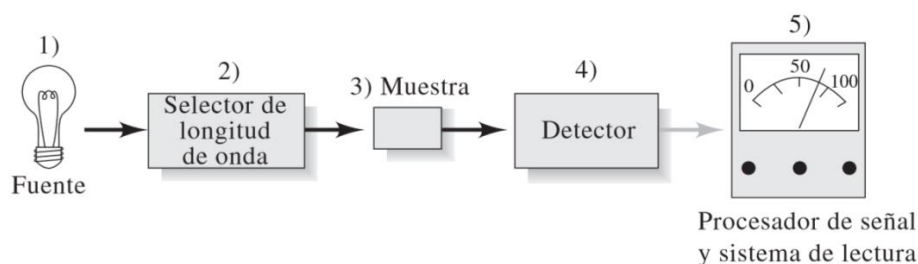 1)
Fuente
2)
Selector de
longitud
de onda
3) Muestra
4)
Detector
5)
0
50
100
Procesador de señal
y sistema de lectura